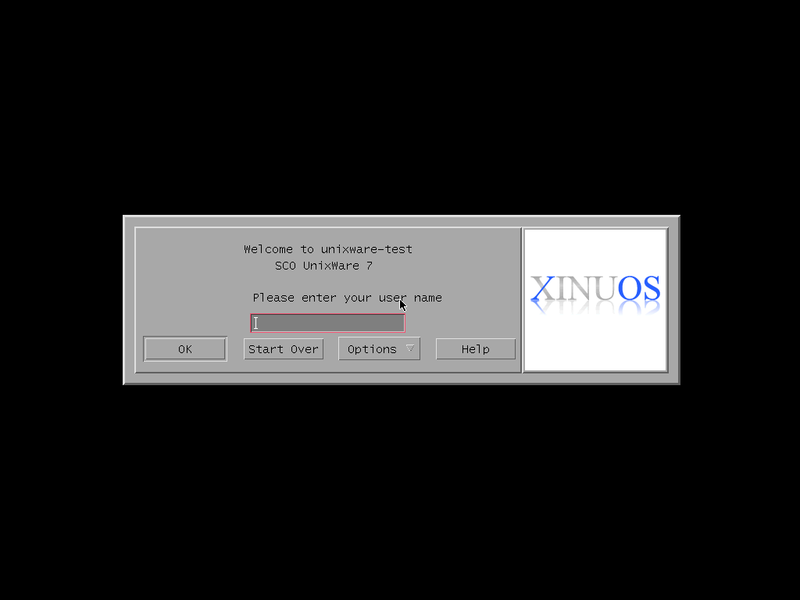 Welcome to unixware-test
SCO UnixWare 7
Please enter your user name
OK
Start Over
Options
Help
XINUOS